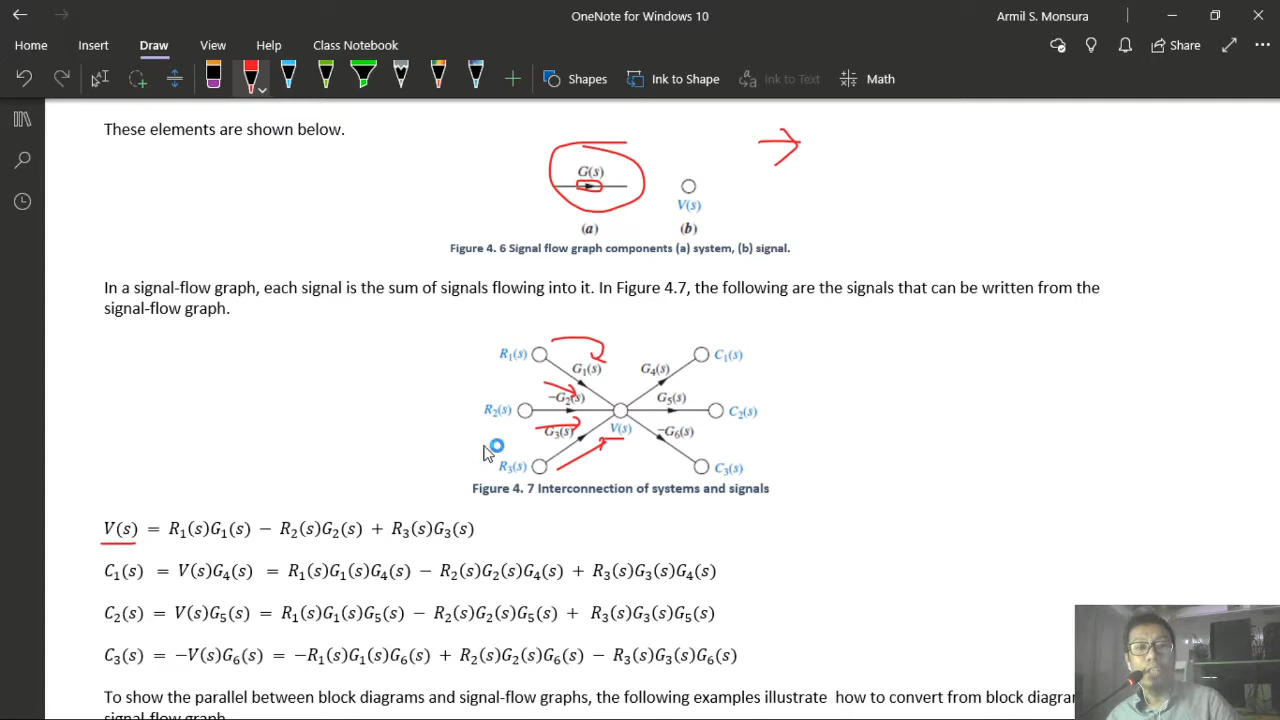 OneNote for Windows 10
Armil S. Monsura
Home Insert Draw View Help Class Notebook
Share
Shapes
Ink to Shape
Ink to Text
Math
These elements are shown below.
G(s)
V(s)
(a) (b)
Figure 4. 6 Signal flow graph components (a) system, (b) signal.
In a signal-flow graph, each signal is the sum of signals flowing into it. In Figure 4.7, the following are the signals that can be written from the
signal-flow graph.
R₁(s) C₁(s)
G₁(s) G₄(s)
−G₂(s) G₅(s)
R₂(s) C₂(s)
G₃(s) V(s) −G₆(s)
R₃(s) C₃(s)
Figure 4. 7 Interconnection of systems and signals
V(s) = R₁(s)G₁(s) − R₂(s)G₂(s) + R₃(s)G₃(s)
C₁(s) = V(s)G₄(s) = R₁(s)G₁(s)G₄(s) − R₂(s)G₂(s)G₄(s) + R₃(s)G₃(s)G₄(s)
C₂(s) = V(s)G₅(s) = R₁(s)G₁(s)G₅(s) − R₂(s)G₂(s)G₅(s) + R₃(s)G₃(s)G₅(s)
C₃(s) = −V(s)G₆(s) = −R₁(s)G₁(s)G₆(s) + R₂(s)G₂(s)G₆(s) − R₃(s)G₃(s)G₆(s)
To show the parallel between block diagrams and signal-flow graphs, the following examples illustrate how to convert from block diagra
signal-flow graph.